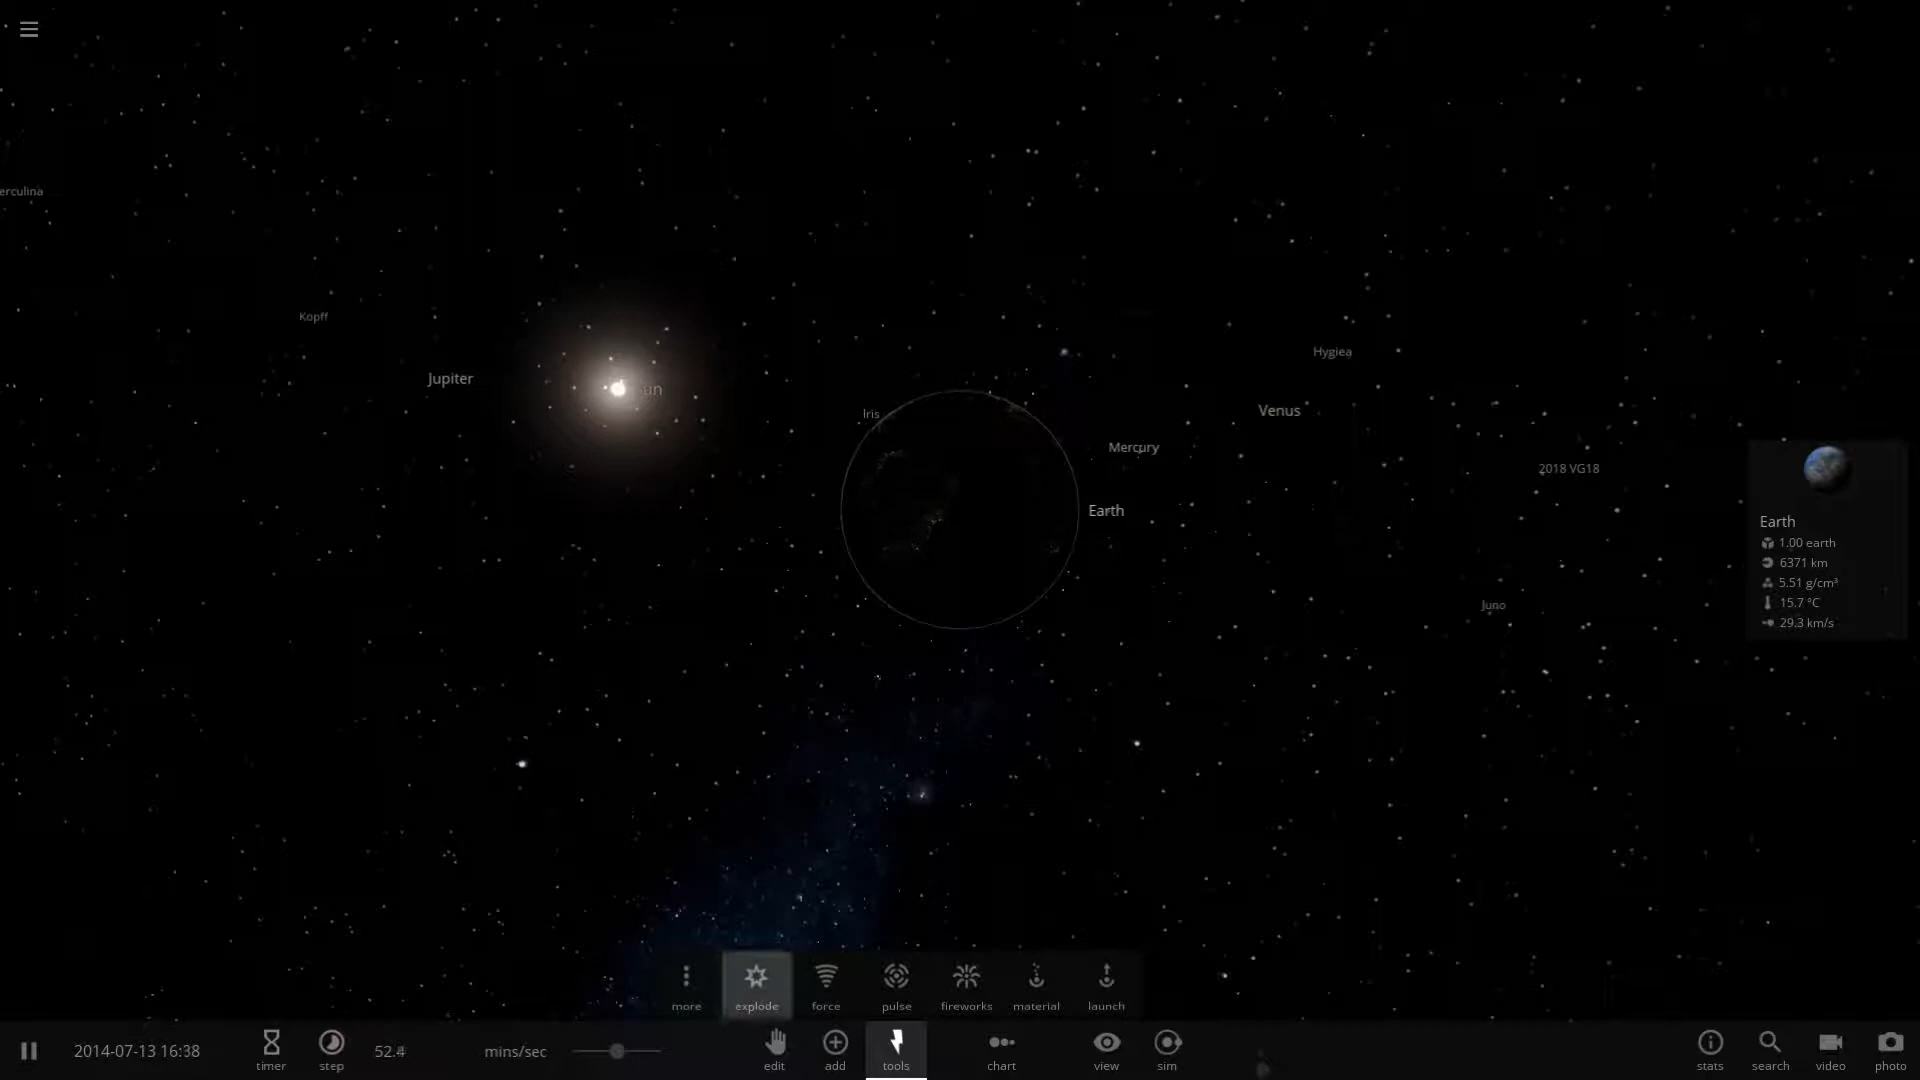 erculina
Kopff
Jupiter
un
Iris
Hygiea
Venus
Mercury
2018 VG18
Earth
Juno
Earth
1.00 earth
6371 km
5.51 g/cm³
15.7 °C
29.3 km/s
more
explode
force
pulse
fireworks
material
launch
2014-07-13 16:38
timer
step
52.4
mins/sec
edit
add
tools
chart
view
sim
stats
search
video
photo